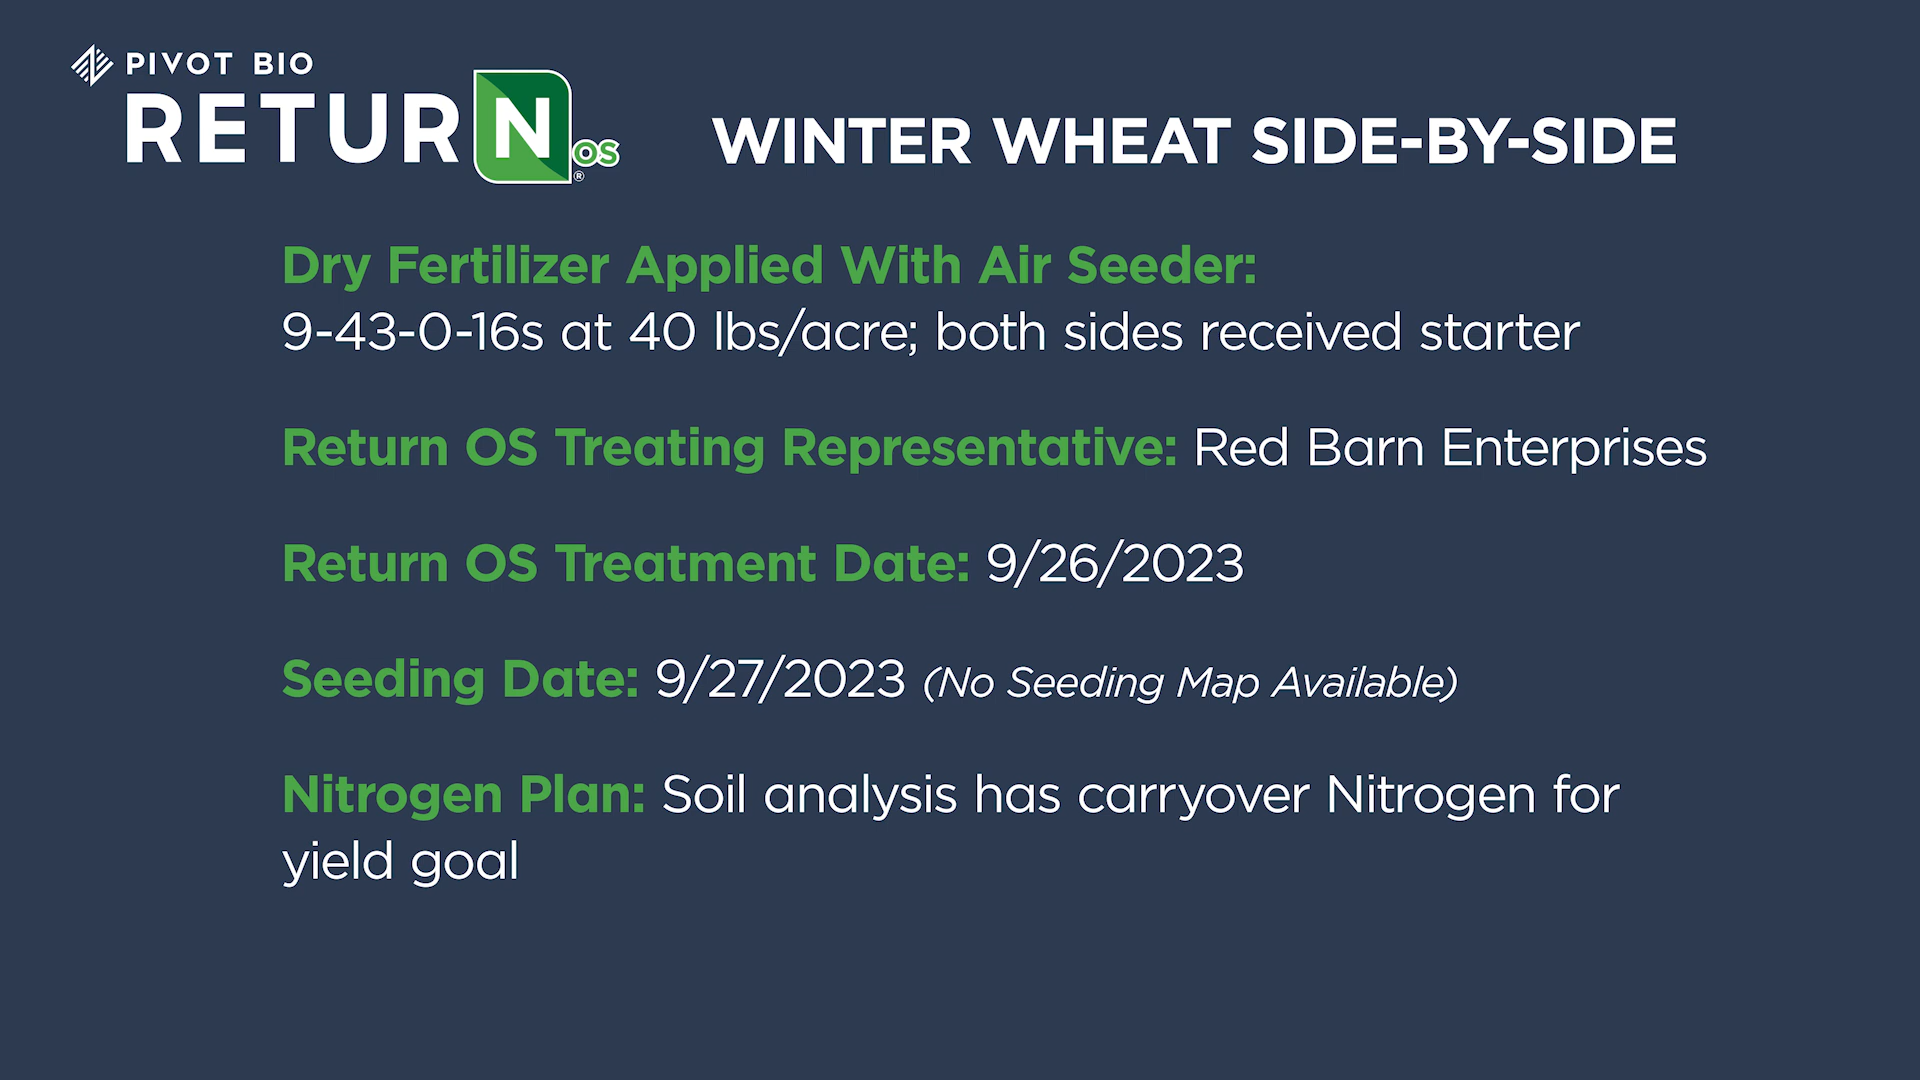 PIVOT BIO
RETURN OS®
WINTER WHEAT SIDE-BY-SIDE
Dry Fertilizer Applied With Air Seeder:
9-43-0-16s at 40 lbs/acre; both sides received starter
Return OS Treating Representative: Red Barn Enterprises
Return OS Treatment Date: 9/26/2023
Seeding Date: 9/27/2023 (No Seeding Map Available)
Nitrogen Plan: Soil analysis has carryover Nitrogen for
yield goal